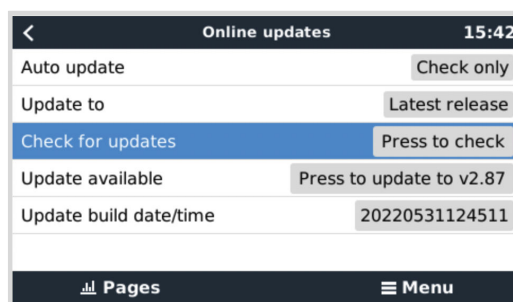 Online updates 15:42
Auto update Check only
Update to Latest release
Check for updates Press to check
Update available Press to update to v2.87
Update build date/time 20220531124511
Pages Menu